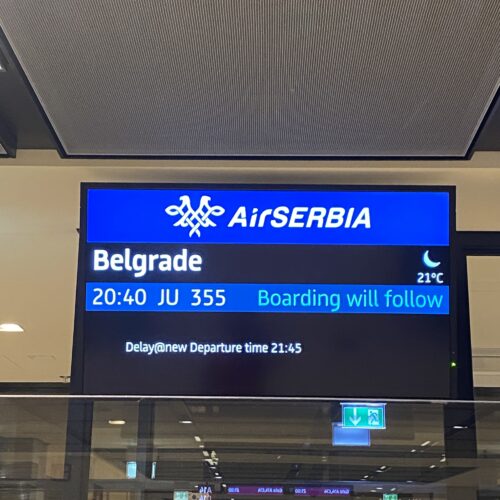 AirSERBIA
Belgrade
21°C
20:40 JU 355 Boarding will follow
Delay@new Departure time 21:45